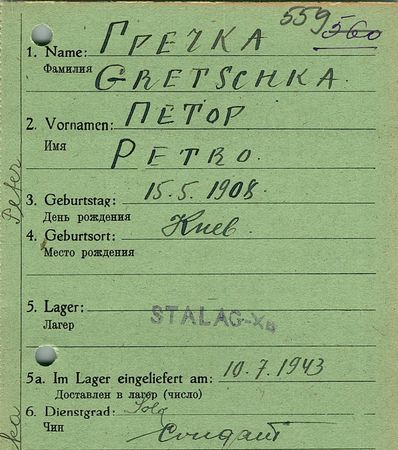 559 560
1. Name: ГРЕЧКА
Фамилия GRETSCHKA
2. Vornamen: ПЕТОР
Имя PETRO.
3. Geburtstag: 15.5.1908
День рождения
4. Geburtsort: Киев.
Место рождения
5. Lager: STALAG-XB
Лагерь
5a. Im Lager eingeliefert am: 10.7.1943
Доставлен в лагерь (число)
6. Dienstgrad: Sold
Чин Солдат
Peter